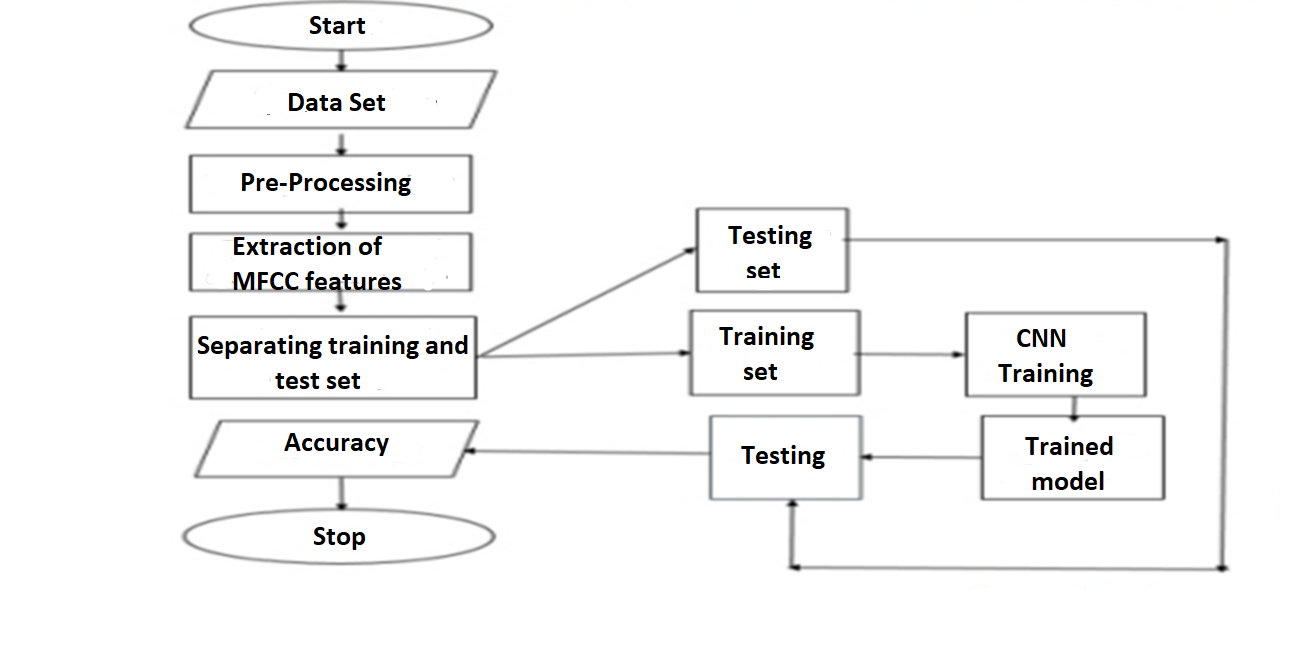 Start
Data Set
Pre-Processing
Extraction of
MFCC features
Separating training and
test set
Testing
set
Training
set
CNN
Training
Trained
model
Testing
Accuracy
Stop